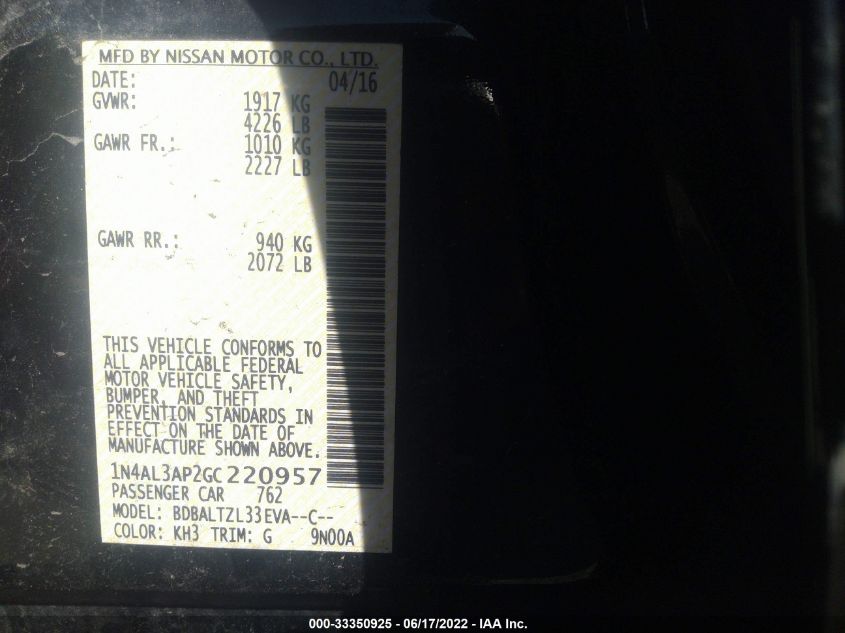 MFD BY NISSAN MOTOR CO., LTD.
DATE: 04/16
GVWR: 1917 KG
4226 LB
GAWR FR.: 1010 KG
2227 LB
GAWR RR.: 940 KG
2072 LB
THIS VEHICLE CONFORMS TO
ALL APPLICABLE FEDERAL
MOTOR VEHICLE SAFETY,
BUMPER, AND THEFT
PREVENTION STANDARDS IN
EFFECT ON THE DATE OF
MANUFACTURE SHOWN ABOVE.
1N4AL3AP2GC220957
PASSENGER CAR 762
MODEL: BDBALTZL33EVA--C--
COLOR: KH3 TRIM: G 9N00A
000-33350925 - 06/17/2022 - IAA Inc.